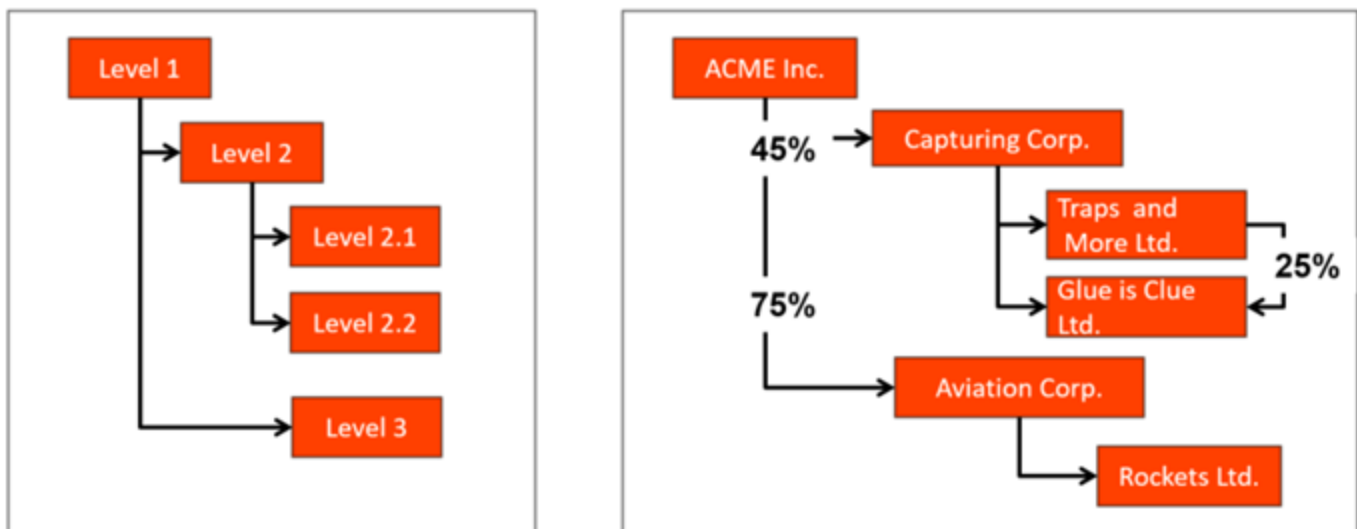 Level 1
Level 2
Level 2.1
Level 2.2
Level 3
ACME Inc.
45%
Capturing Corp.
Traps and
More Ltd.
25%
Glue is Clue
Ltd.
75%
Aviation Corp.
Rockets Ltd.